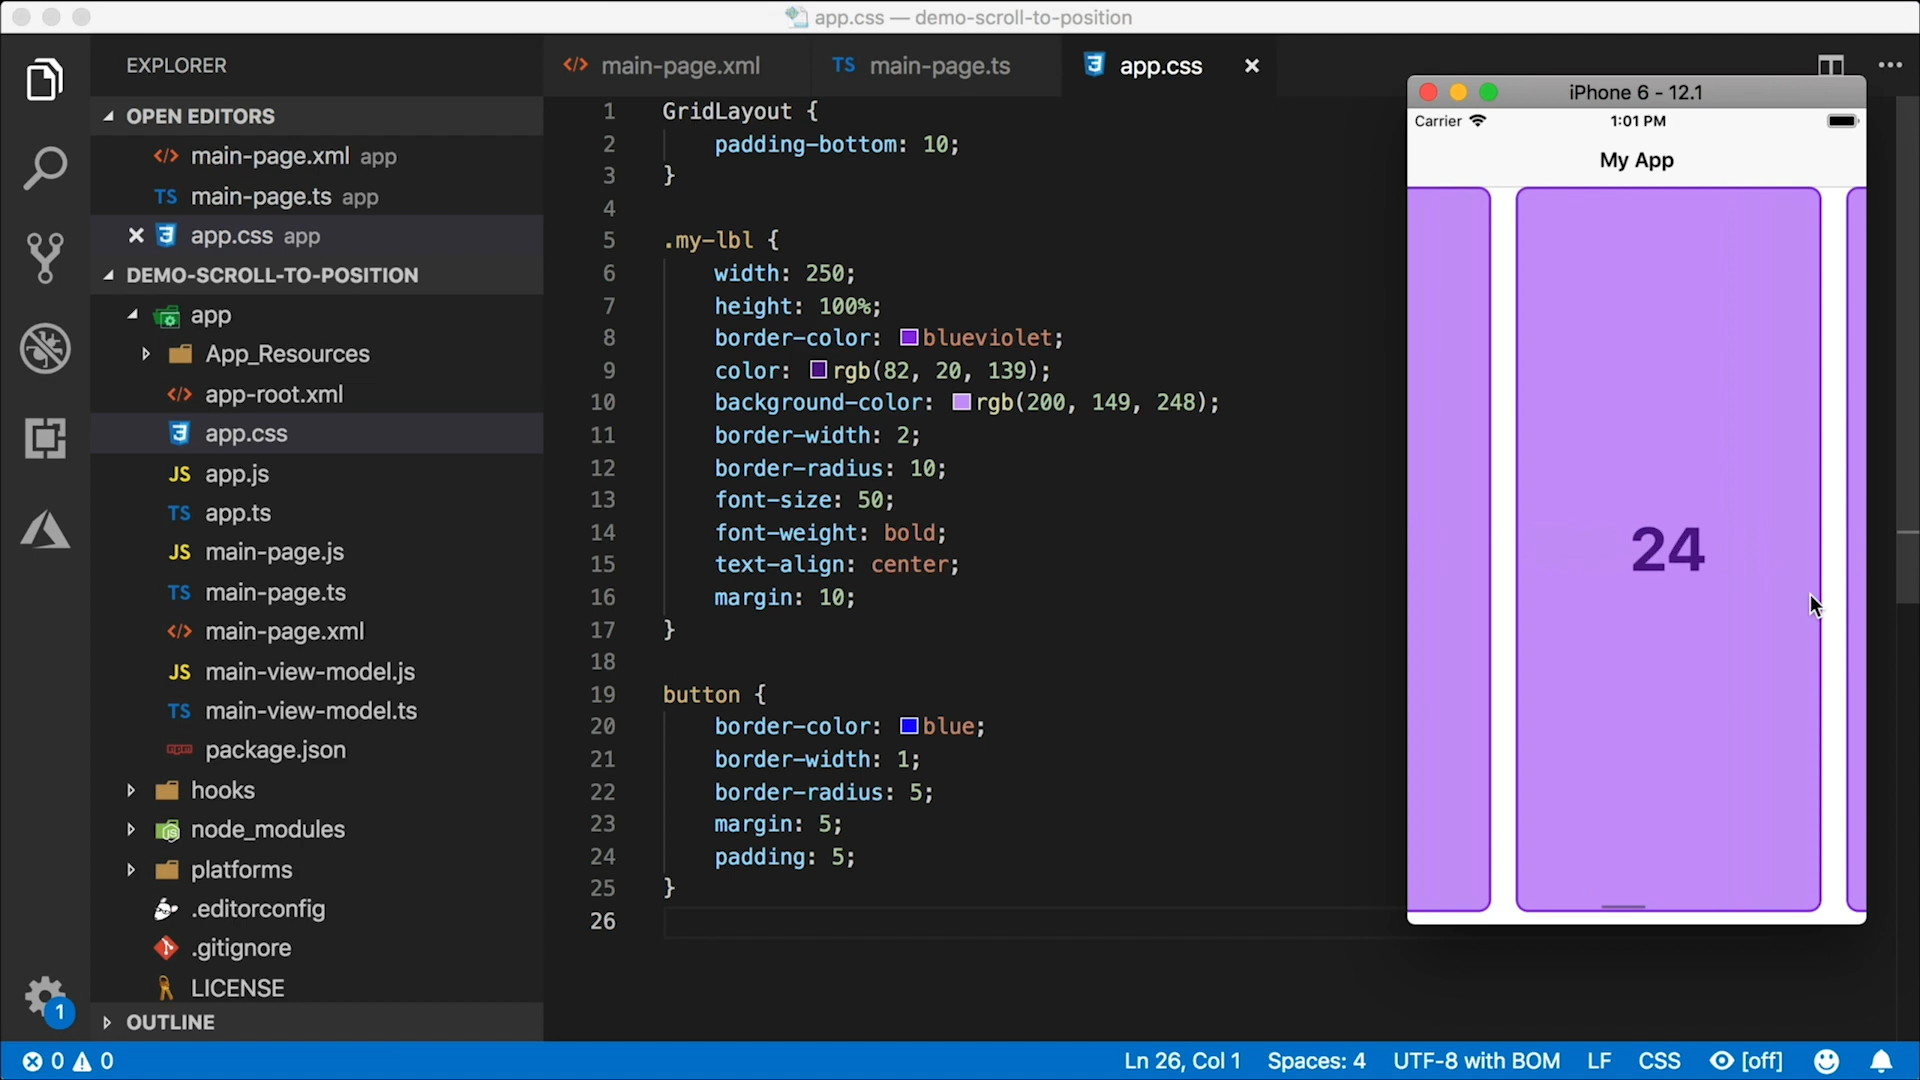 app.css — demo-scroll-to-position
EXPLORER
OPEN EDITORS
main-page.xml app
TS main-page.ts app
app.css app
DEMO-SCROLL-TO-POSITION
app
App_Resources
app-root.xml
app.css
JS app.js
TS app.ts
JS main-page.js
TS main-page.ts
main-page.xml
JS main-view-model.js
TS main-view-model.ts
npm package.json
hooks
node_modules
platforms
.editorconfig
.gitignore
LICENSE
OUTLINE
1
main-page.xml
TS main-page.ts
app.css
1 GridLayout {
2 padding-bottom: 10;
3 }
4
5 .my-lbl {
6 width: 250;
7 height: 100%;
8 border-color: blueviolet;
9 color: rgb(82, 20, 139);
10 background-color: rgb(200, 149, 248);
11 border-width: 2;
12 border-radius: 10;
13 font-size: 50;
14 font-weight: bold;
15 text-align: center;
16 margin: 10;
17 }
18
19 button {
20 border-color: blue;
21 border-width: 1;
22 border-radius: 5;
23 margin: 5;
24 padding: 5;
25 }
26
iPhone 6 - 12.1
Carrier 1:01 PM
My App
24
0 0
Ln 26, Col 1 Spaces: 4 UTF-8 with BOM LF CSS [off]